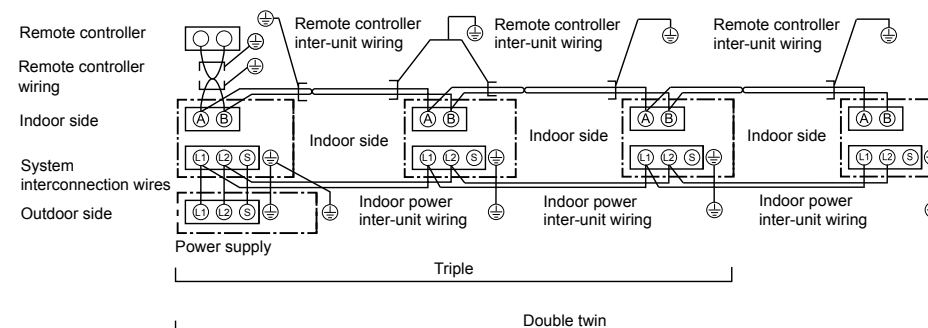 Remote controller
Remote controller
inter-unit wiring
Remote controller
inter-unit wiring
Remote controller
inter-unit wiring
Remote controller
wiring
Indoor side
A B
A B
A B
A B
Indoor side
Indoor side
Indoor side
System
interconnection wires
L1 L2 S
L1 L2 S
L1 L2 S
L1 L2 S
Outdoor side
L1 L2 S
Indoor power
inter-unit wiring
Indoor power
inter-unit wiring
Indoor power
inter-unit wiring
Power supply
Triple
Double twin